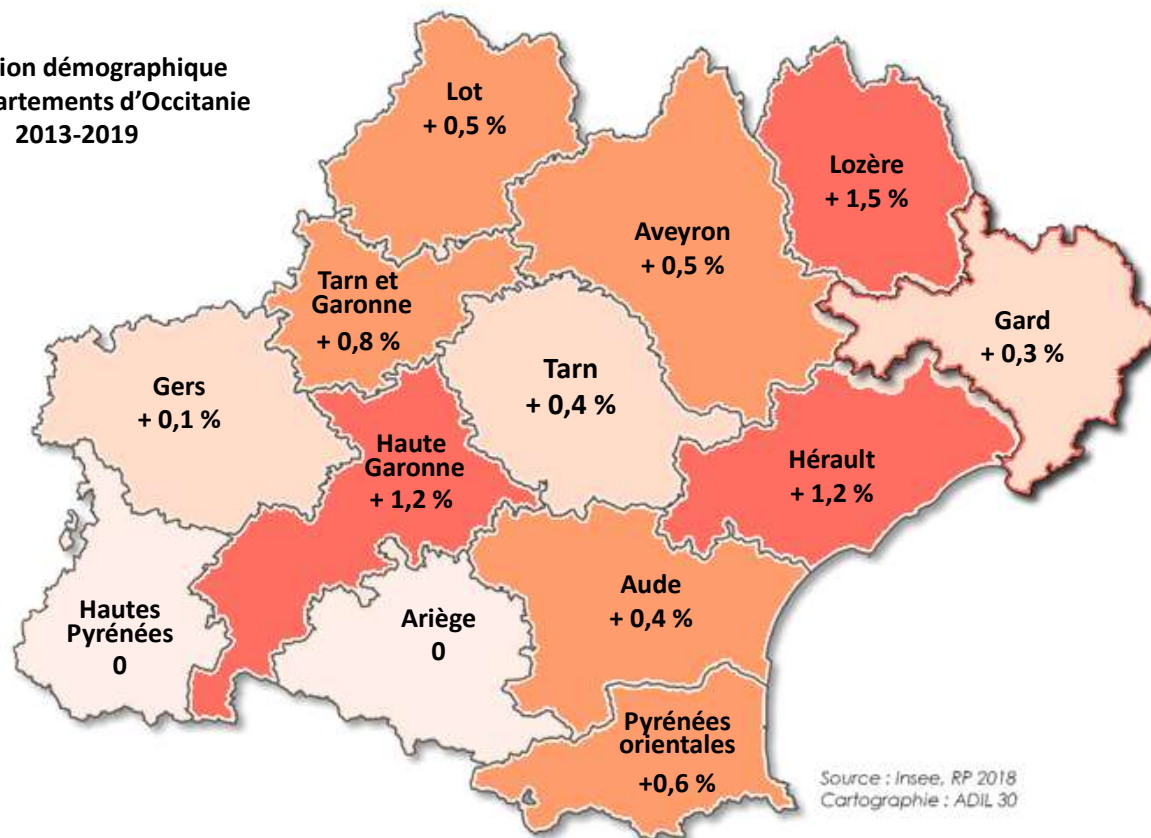 ion démographique
artements d'Occitanie
2013-2019
Lot
+ 0,5 %
Lozère
+ 1,5 %
Aveyron
+ 0,5 %
Tarn et
Garonne
+ 0,8 %
Gard
+ 0,3 %
Tarn
+ 0,4 %
Gers
+ 0,1 %
Haute
Garonne
+ 1,2 %
Hérault
+ 1,2 %
Hautes
Pyrénées
0
Ariège
0
Aude
+ 0,4 %
Pyrénées
orientales
+0,6 %
Source : Insee, RP 2018
Cartographie : ADIL 30